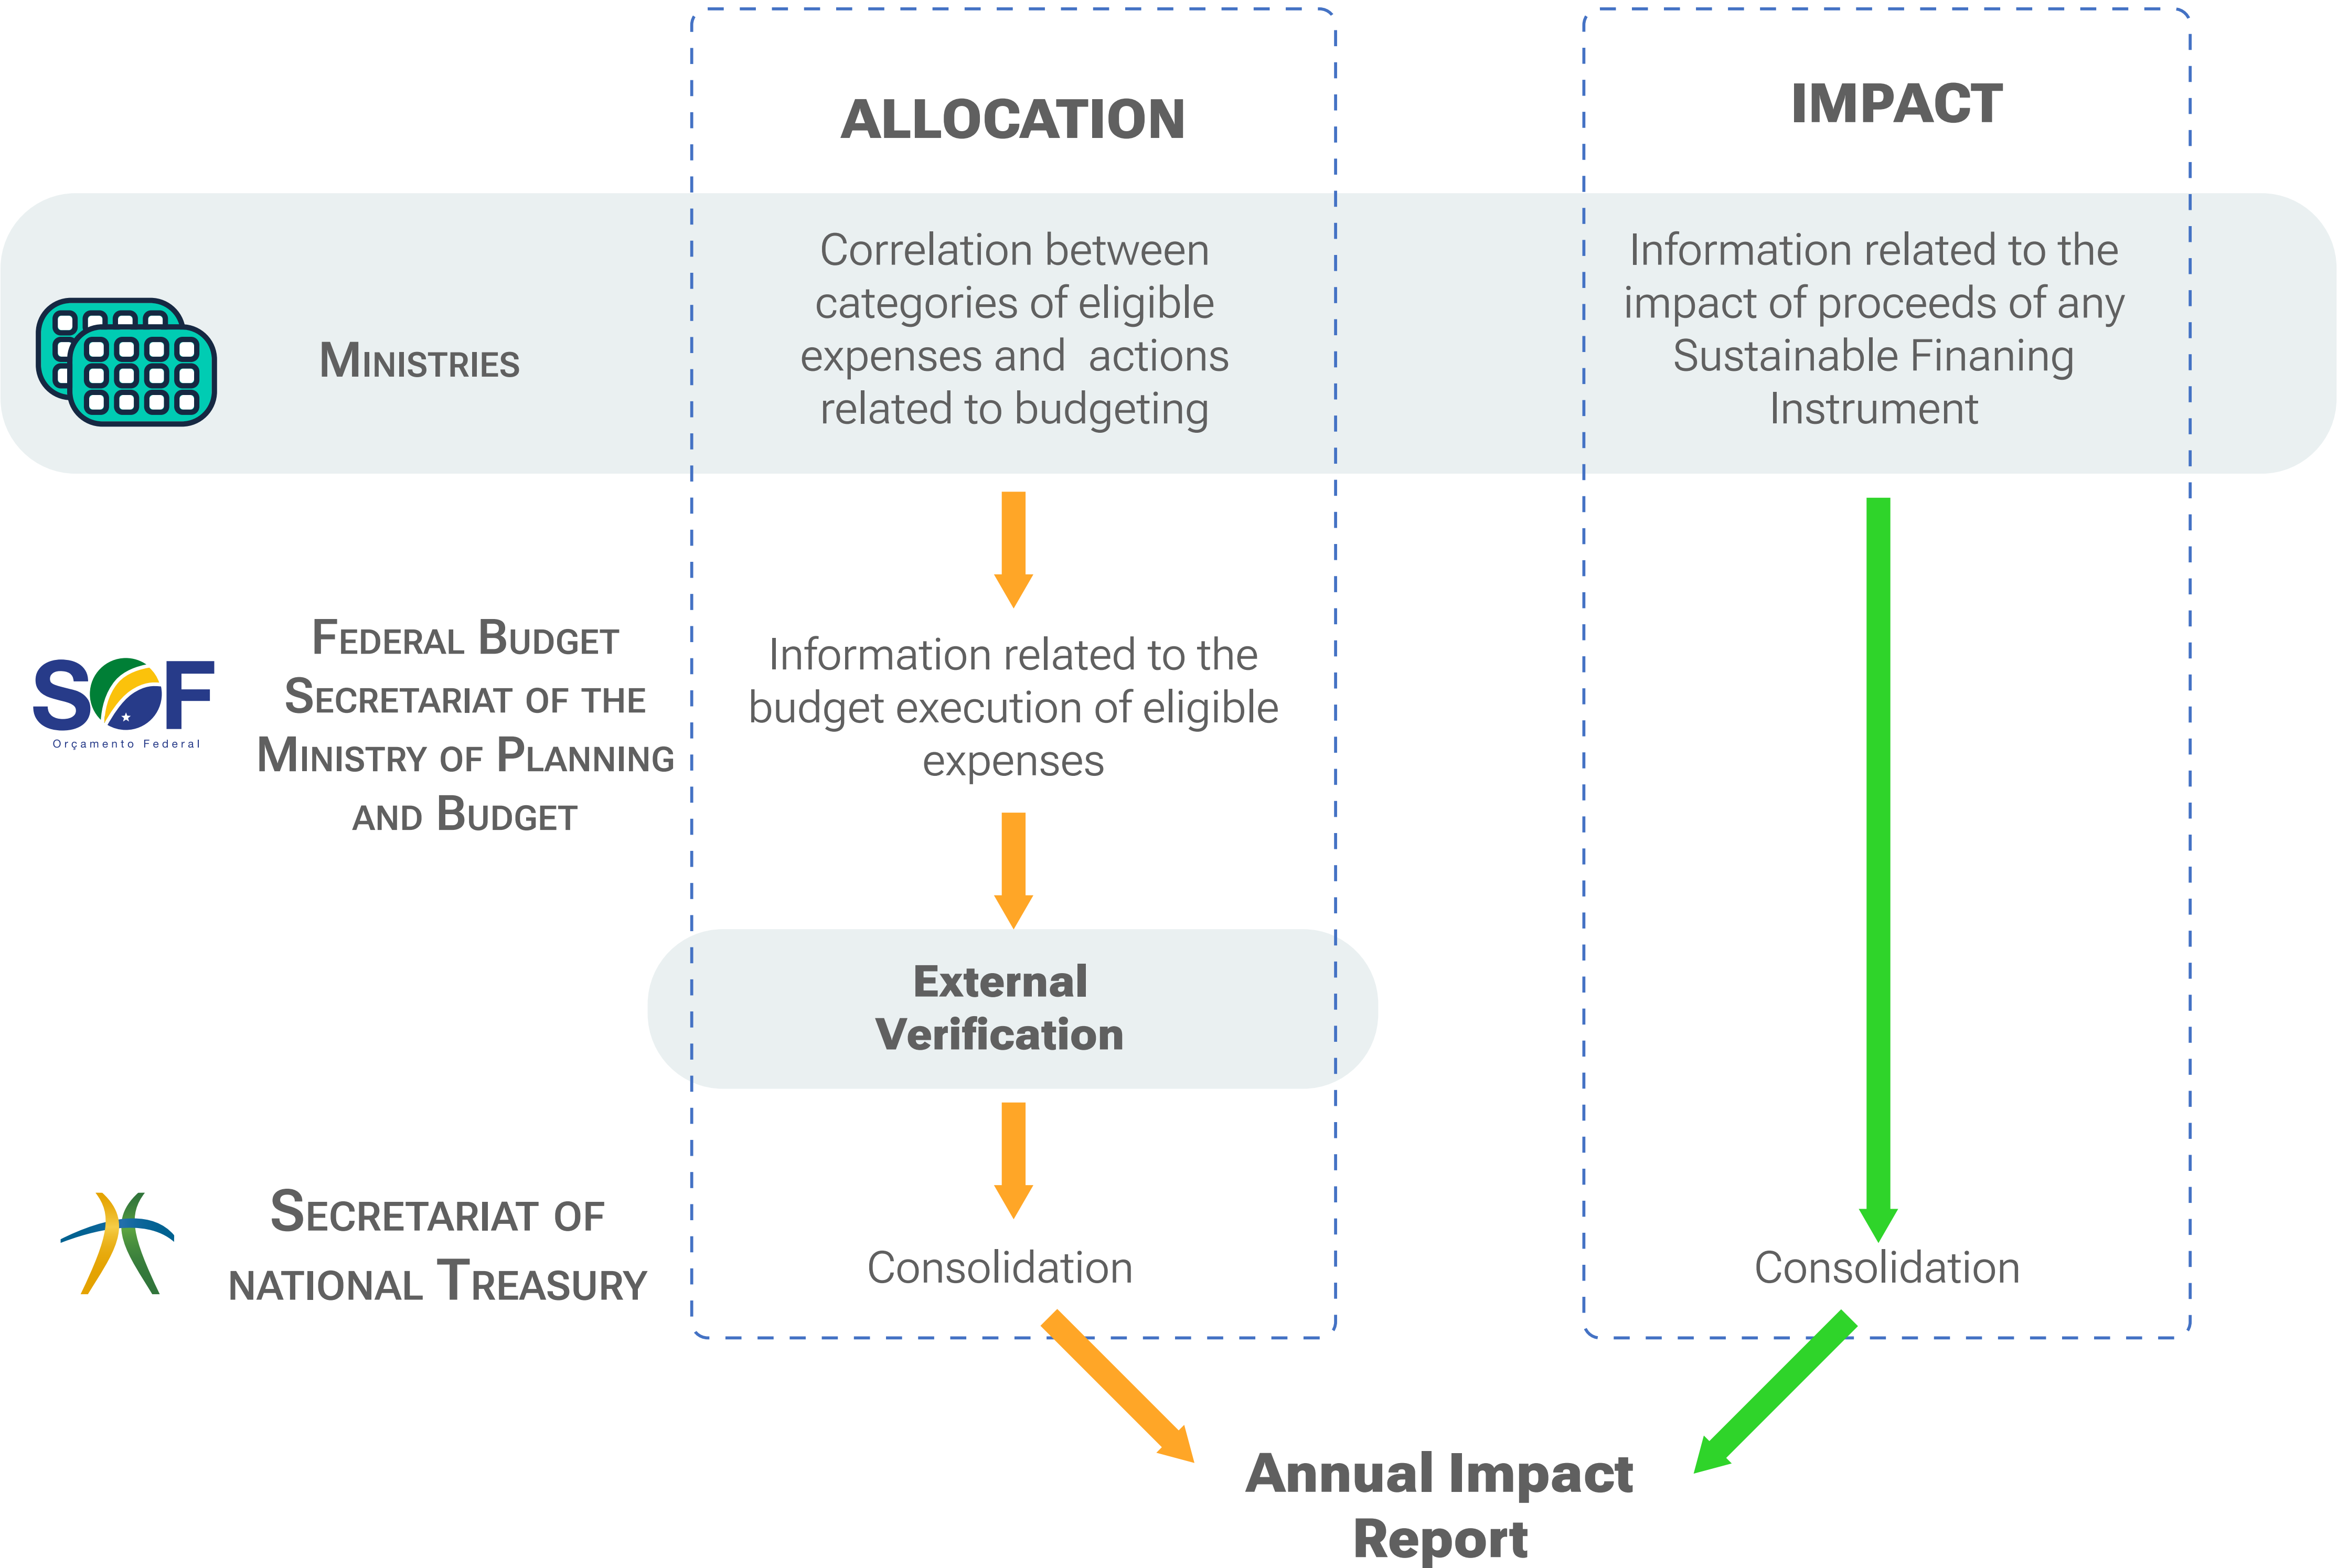 ALLOCATION
IMPACT
Ministries
Correlation between
categories of eligible
expenses and actions
related to budgeting
Information related to the
impact of proceeds of any
Sustainable Finaning
Instrument
SOF
Orçamento Federal
Federal Budget
Secretariat of the
Ministry of Planning
and Budget
Information related to the
budget execution of eligible
expenses
External
Verification
Secretariat of
national Treasury
Consolidation
Consolidation
Annual Impact
Report